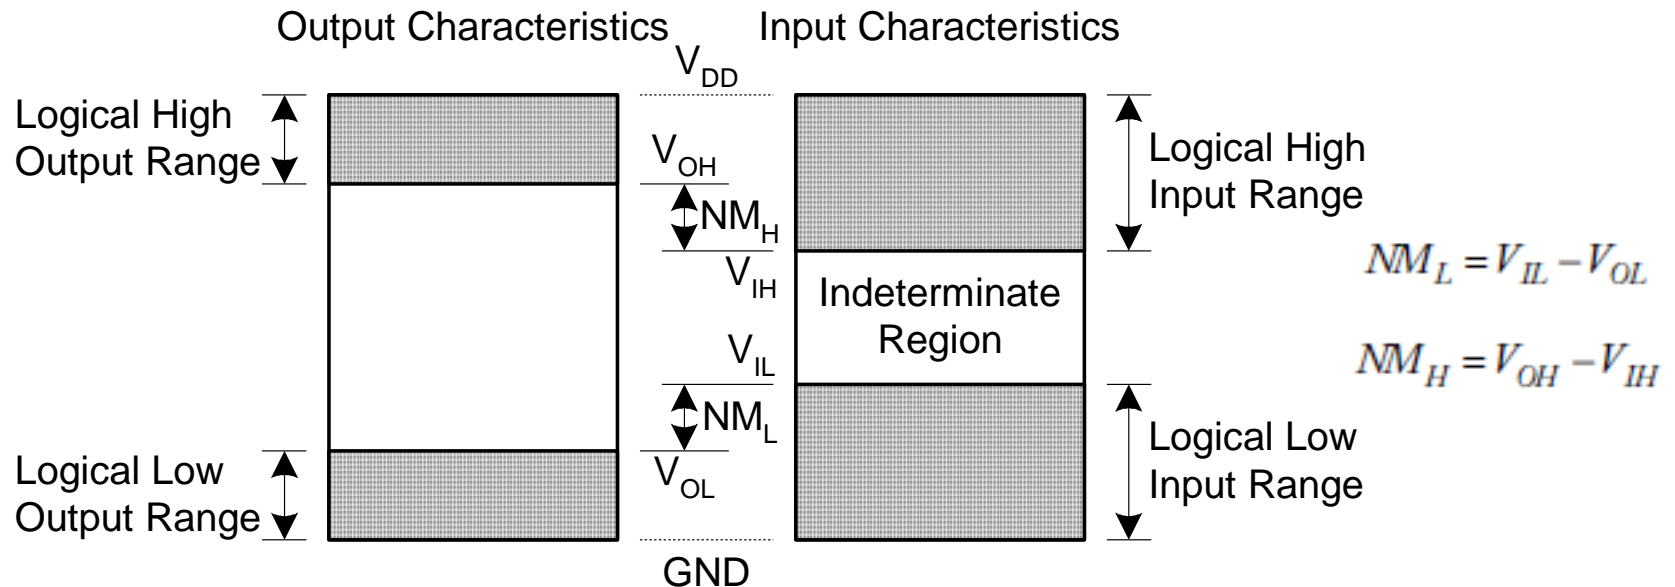 Output Characteristics
Input Characteristics
V_DD
Logical High
Output Range
V_OH
NM_H
Logical High
Input Range
V_IH
Indeterminate
Region
V_IL
NM_L
Logical Low
Output Range
V_OL
Logical Low
Input Range
GND
NM_L = V_IL − V_OL
NM_H = V_OH − V_IH